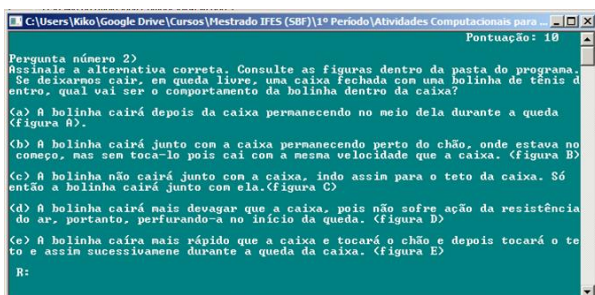 C:\Users\Kiko\Google Drive\Cursos\Mestrado IFES (SBF)\1º Período\Atividades Computacionais para ...
Pontuação: 10
Pergunta número 2)
Assinale a alternativa correta. Consulte as figuras dentro da pasta do programa.
Se deixarmos cair, em queda livre, uma caixa fechada com uma bolinha de tênis d
entro, qual vai ser o comportamento da bolinha dentro da caixa?
(a) A bolinha cairá depois da caixa permanecendo no meio dela durante a queda
(figura A).
(b) A bolinha cairá junto com a caixa permanecendo perto do chão, onde estava no
começo, mas sem toca-lo pois cai com a mesma velocidade que a caixa. (figura B)
(c) A bolinha não cairá junto com a caixa, indo assim para o teto da caixa. Só
então a bolinha cairá junto com ela.(figura C)
(d) A bolinha cairá mais devagar que a caixa, pois não sofre ação da resistência
do ar, portanto, perfurando-a no início da queda. (figura D)
(e) A bolinha caíra mais rápido que a caixa e tocará o chão e depois tocará o te
to e assim sucessivamene durante a queda da caixa. (figura E)
R: